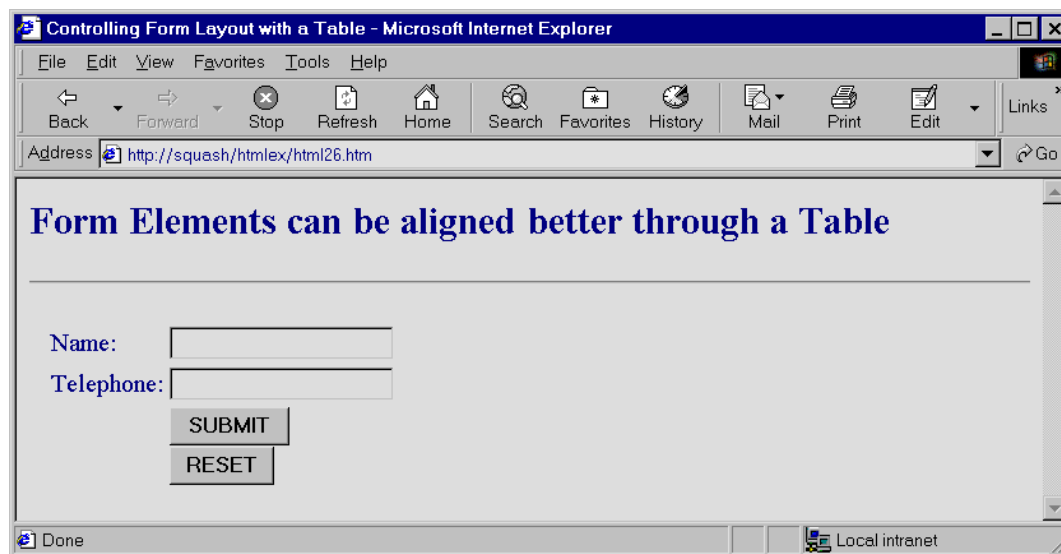 Controlling Form Layout with a Table - Microsoft Internet Explorer
File Edit View Favorites Tools Help
Back Forward Stop Refresh Home Search Favorites History Mail Print Edit Links
Address http://squash/htmlex/html26.htm Go
Form Elements can be aligned better through a Table
Name:
Telephone:
SUBMIT
RESET
Done Local intranet